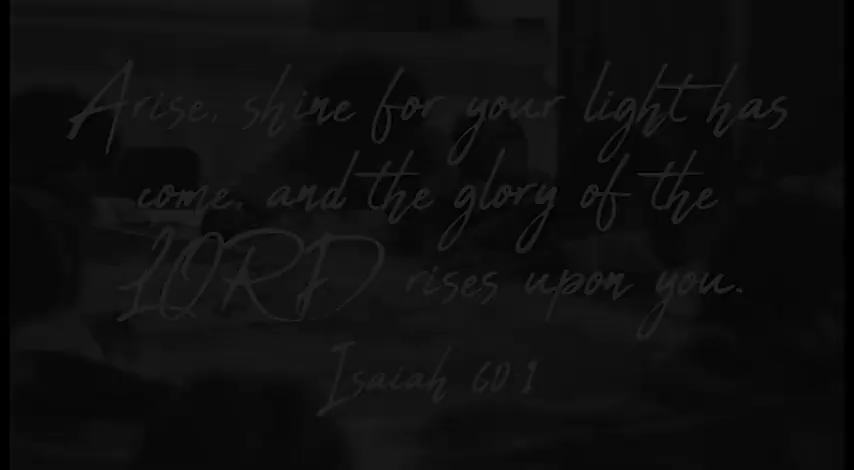 Arise, shine for your light has
come, and the glory of the
LORD rises upon you.
Isaiah 60:1